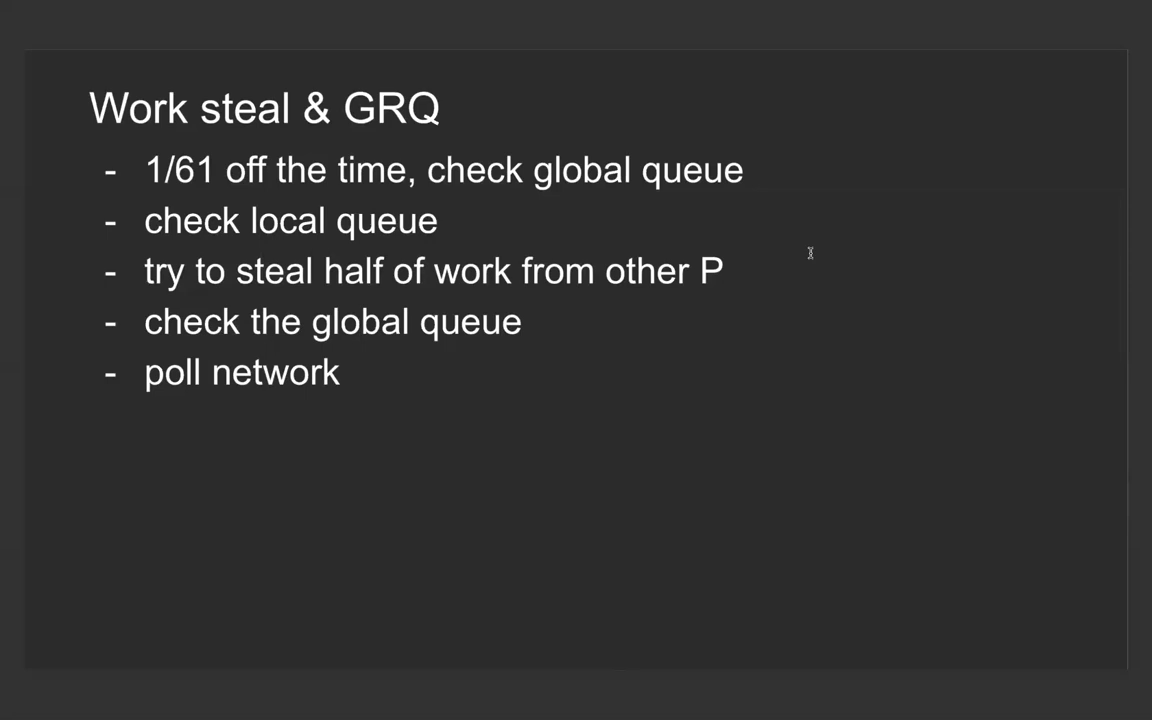 Work steal & GRQ
- 1/61 off the time, check global queue
- check local queue
- try to steal half of work from other P
- check the global queue
- poll network